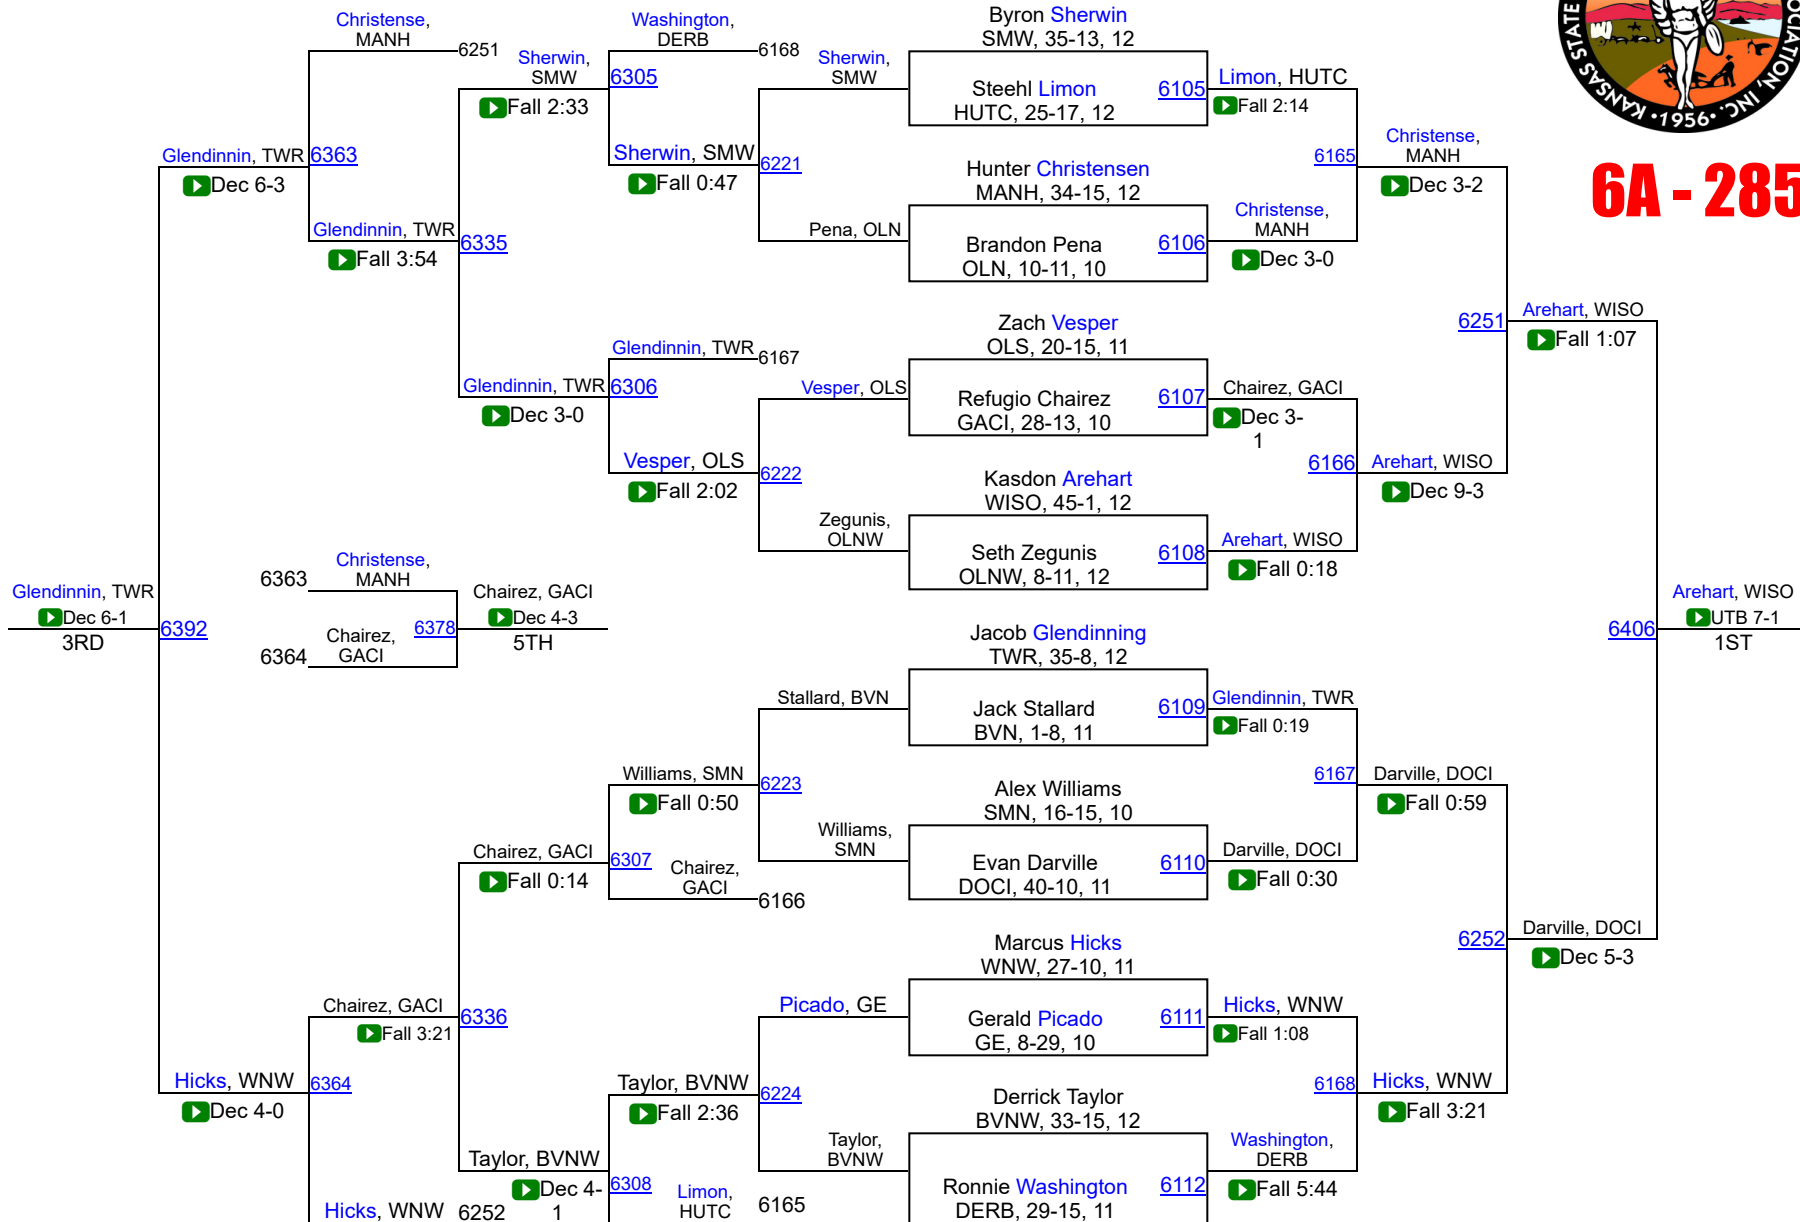 Christense,
MANH
6251
Washington,
DERB
6168
Byron Sherwin
SMW, 35-13, 12
Sherwin,
SMW
6305
Fall 2:33
Sherwin,
SMW
Steehl Limon
HUTC, 25-17, 12
6105
Limon, HUTC
Fall 2:14
KANSAS STATE
OCIATION, INC.
•1956•
Glendinnin, TWR
6363
Dec 6-3
Sherwin, SMW
6221
Fall 0:47
Hunter Christensen
MANH, 34-15, 12
6165
Christense,
MANH
Dec 3-2
6A - 285
Glendinnin, TWR
6335
Fall 3:54
Pena, OLN
Brandon Pena
OLN, 10-11, 10
6106
Christense,
MANH
Dec 3-0
Zach Vesper
OLS, 20-15, 11
6251
Arehart, WISO
Fall 1:07
Glendinnin, TWR
6167
Glendinnin, TWR
6306
Dec 3-0
Vesper, OLS
Refugio Chairez
GACI, 28-13, 10
6107
Chairez, GACI
Dec 3-
1
Vesper, OLS
6222
Fall 2:02
Kasdon Arehart
WISO, 45-1, 12
6166
Arehart, WISO
Dec 9-3
Zegunis,
OLNW
Seth Zegunis
OLNW, 8-11, 12
6108
Arehart, WISO
Fall 0:18
6363
Christense,
MANH
Glendinnin, TWR
Dec 6-1
3RD
6392
6364
Chairez,
GACI
6378
Chairez, GACI
Dec 4-3
5TH
6406
Arehart, WISO
UTB 7-1
1ST
Jacob Glendinning
TWR, 35-8, 12
Stallard, BVN
Jack Stallard
BVN, 1-8, 11
6109
Glendinnin, TWR
Fall 0:19
Williams, SMN
6223
Fall 0:50
Alex Williams
SMN, 16-15, 10
6167
Darville, DOCI
Fall 0:59
Williams,
SMN
Evan Darville
DOCI, 40-10, 11
6110
Darville, DOCI
Fall 0:30
Chairez, GACI
6307
Fall 0:14
Chairez,
GACI
6166
Marcus Hicks
WNW, 27-10, 11
6252
Darville, DOCI
Dec 5-3
Chairez, GACI
6336
Fall 3:21
Picado, GE
Gerald Picado
GE, 8-29, 10
6111
Hicks, WNW
Fall 1:08
Hicks, WNW
6364
Dec 4-0
Taylor, BVNW
6224
Fall 2:36
Derrick Taylor
BVNW, 33-15, 12
6168
Hicks, WNW
Fall 3:21
Taylor, BVNW
6308
Dec 4-
1
Taylor,
BVNW
Ronnie Washington
DERB, 29-15, 11
6112
Washington,
DERB
Fall 5:44
Hicks, WNW
6252
Limon,
HUTC
6165